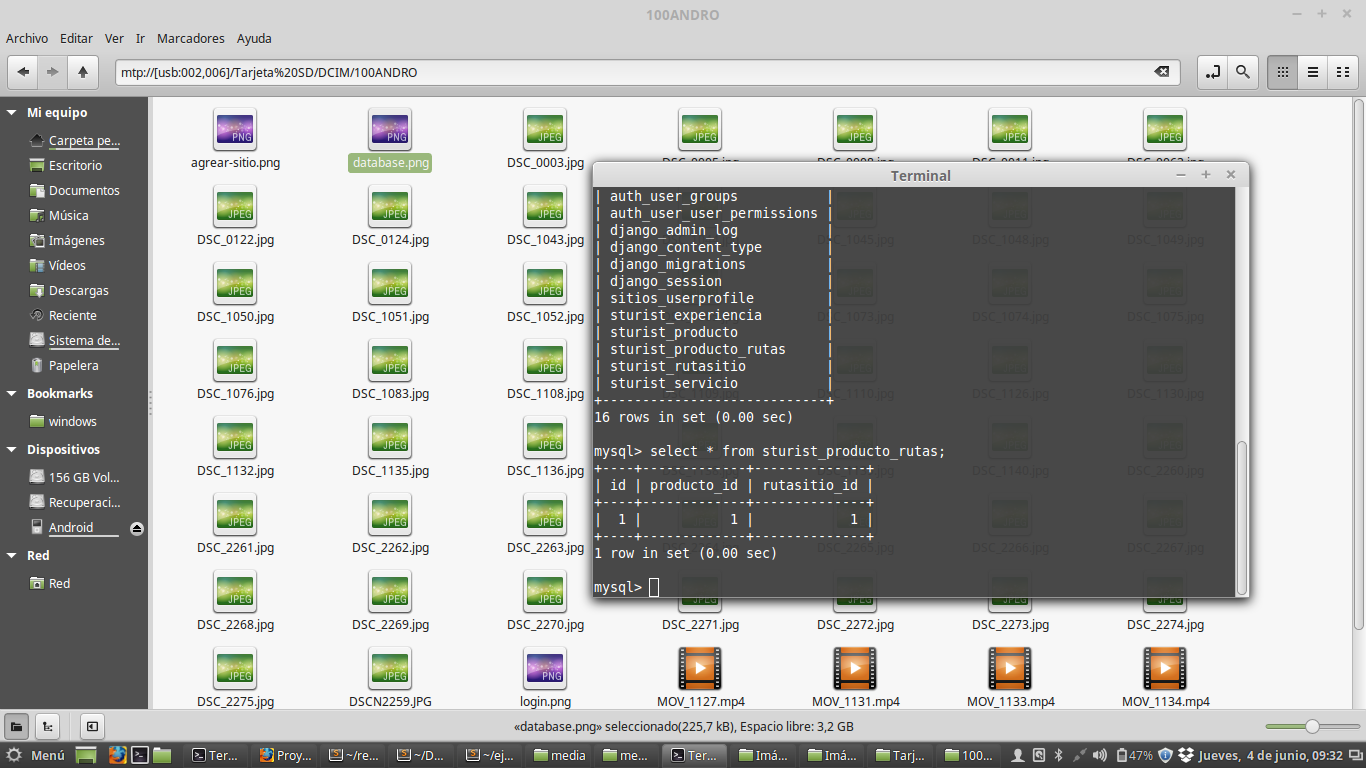 100ANDRO
Archivo Editar Ver Ir Marcadores Ayuda
mtp://[usb:002,006]/Tarjeta%20SD/DCIM/100ANDRO
Mi equipo
Carpeta pe...
Escritorio
Documentos
Música
Imágenes
Vídeos
Descargas
Reciente
Sistema de...
Papelera
Bookmarks
windows
Dispositivos
156 GB Vol...
Recuperaci...
Android
Red
Red
agrear-sitio.png database.png DSC_0003.jpg
DSC_0122.jpg DSC_0124.jpg DSC_1043.jpg
DSC_1050.jpg DSC_1051.jpg DSC_1052.jpg
DSC_1076.jpg DSC_1083.jpg DSC_1108.jpg
DSC_1132.jpg DSC_1135.jpg DSC_1136.jpg
DSC_2261.jpg DSC_2262.jpg DSC_2263.jpg
DSC_2268.jpg DSC_2269.jpg DSC_2270.jpg DSC_2271.jpg DSC_2272.jpg DSC_2273.jpg DSC_2274.jpg
DSC_2275.jpg DSCN2259.JPG login.png MOV_1127.mp4 MOV_1131.mp4 MOV_1133.mp4 MOV_1134.mp4
Terminal
| auth_user_groups |
| auth_user_user_permissions |
| django_admin_log |
| django_content_type |
| django_migrations |
| django_session |
| sitios_userprofile |
| sturist_experiencia |
| sturist_producto |
| sturist_producto_rutas |
| sturist_rutasitio |
| sturist_servicio |
+----------------------------+
16 rows in set (0.00 sec)
mysql> select * from sturist_producto_rutas;
+----+-------------+--------------+
| id | producto_id | rutasitio_id |
+----+-------------+--------------+
| 1 | 1 | 1 |
+----+-------------+--------------+
1 row in set (0.00 sec)
mysql>
«database.png» seleccionado(225,7 kB), Espacio libre: 3,2 GB
Menú Ter... Proy... ~/re... ~/D... ~/ej... media me... Ter... Imá... Imá... Tarj... 100... 47% Jueves, 4 de junio, 09:32